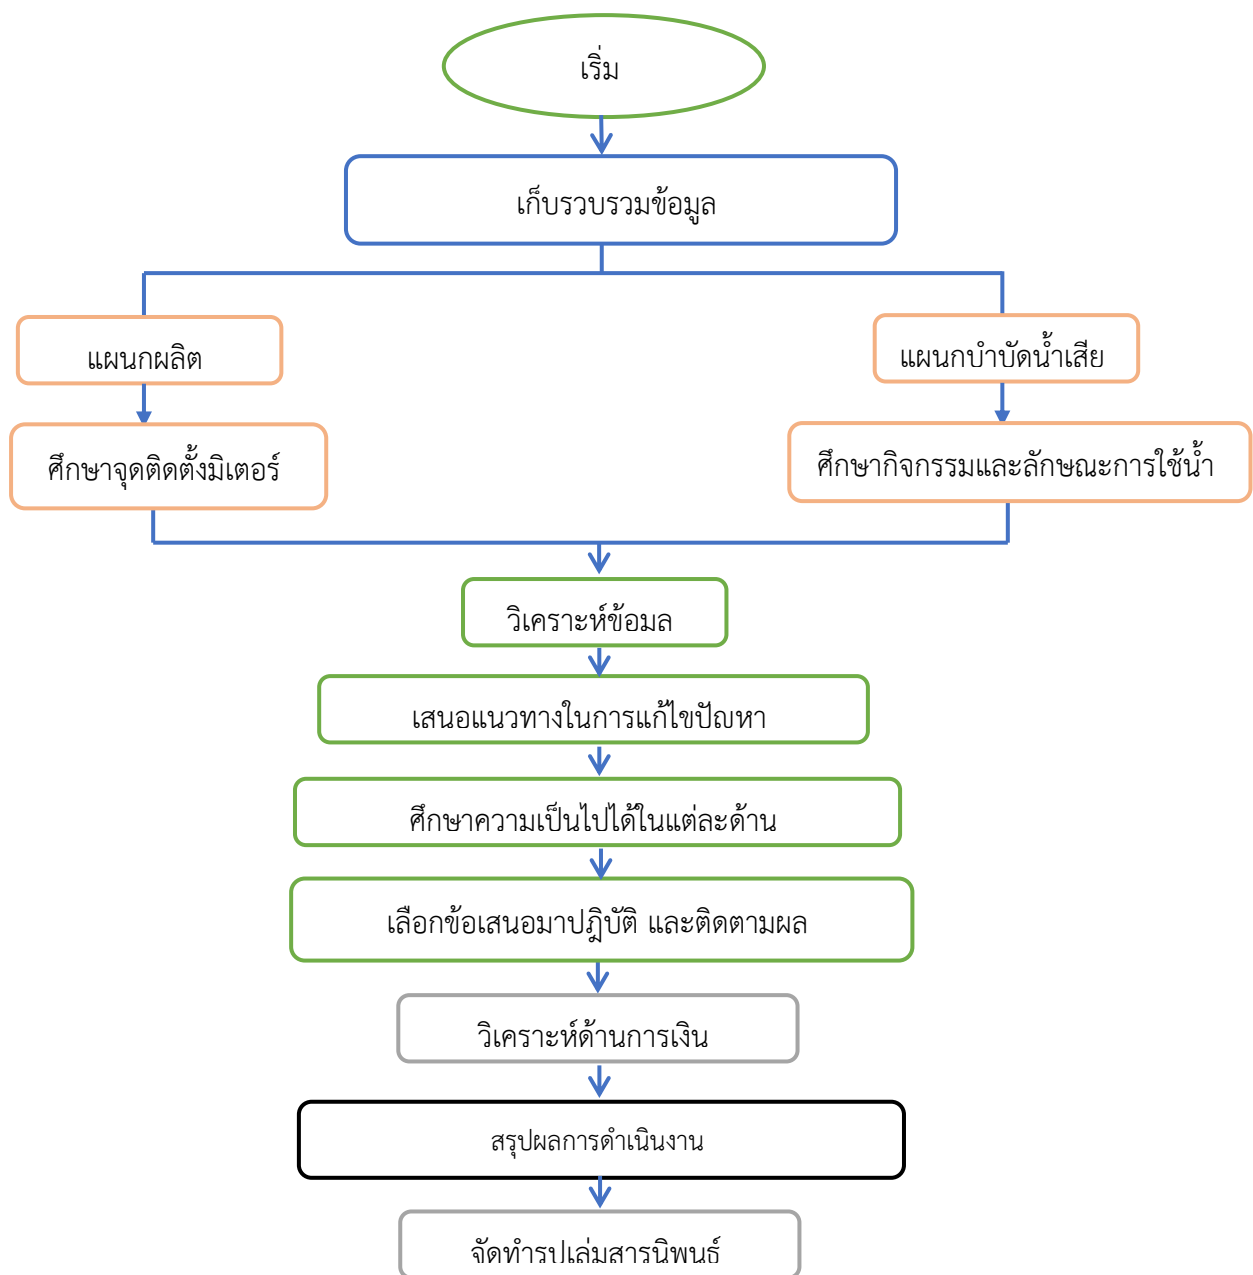 เริ่ม
เก็บรวบรวมข้อมูล
แผนกผลิต
แผนกบำบัดน้ำเสีย
ศึกษาจุดติดตั้งมิเตอร์
ศึกษากิจกรรมและลักษณะการใช้น้ำ
วิเคราะห์ข้อมูล
เสนอแนวทางในการแก้ไขปัญหา
ศึกษาความเป็นไปได้ในแต่ละด้าน
เลือกข้อเสนอมาปฏิบัติ และติดตามผล
วิเคราะห์ด้านการเงิน
สรุปผลการดำเนินงาน
จัดทำรูปเล่มสารนิพนธ์